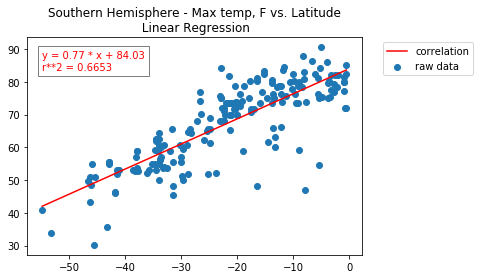 Southern Hemisphere - Max temp, F vs. Latitude
Linear Regression
y = 0.77 * x + 84.03
r**2 = 0.6653
correlation
raw data
90
80
70
60
50
40
30
−50
−40
−30
−20
−10
0